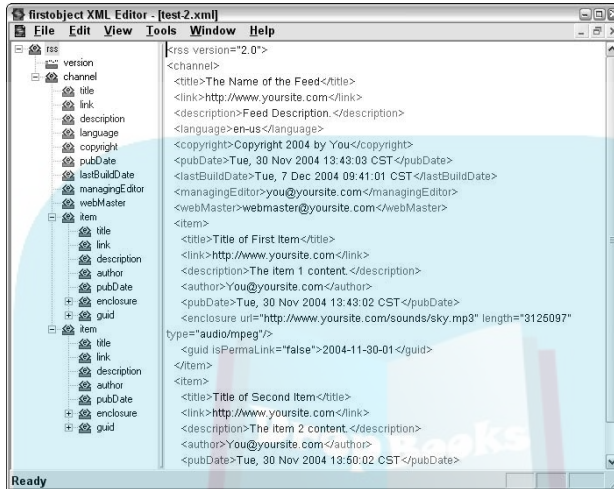 firstobject XML Editor - [test-2.xml]
File Edit View Tools Window Help
rss
version
channel
title
link
description
language
copyright
pubDate
lastBuildDate
managingEditor
webMaster
item
title
link
description
author
pubDate
enclosure
guid
item
title
link
description
author
pubDate
enclosure
guid
<rss version="2.0">
<channel>
<title>The Name of the Feed</title>
<link>http://www.yoursite.com</link>
<description>Feed Description.</description>
<language>en-us</language>
<copyright>Copyright 2004 by You</copyright>
<pubDate>Tue, 30 Nov 2004 13:43:03 CST</pubDate>
<lastBuildDate>Tue, 7 Dec 2004 09:41:01 CST</lastBuildDate>
<managingEditor>you@yoursite.com</managingEditor>
<webMaster>webmaster@yoursite.com</webMaster>
<item>
<title>Title of First Item</title>
<link>http://www.yoursite.com</link>
<description>The item 1 content.</description>
<author>You@yoursite.com</author>
<pubDate>Tue, 30 Nov 2004 13:43:02 CST</pubDate>
<enclosure url="http://www.yoursite.com/sounds/sky.mp3" length="3125097"
type="audio/mpeg"/>
<guid isPermaLink="false">2004-11-30-01</guid>
</item>
<item>
<title>Title of Second Item</title>
<link>http://www.yoursite.com</link>
<description>The item 2 content.</description>
<author>You@yoursite.com</author>
<pubDate>Tue, 30 Nov 2004 13:50:02 CST</pubDate>
Ready